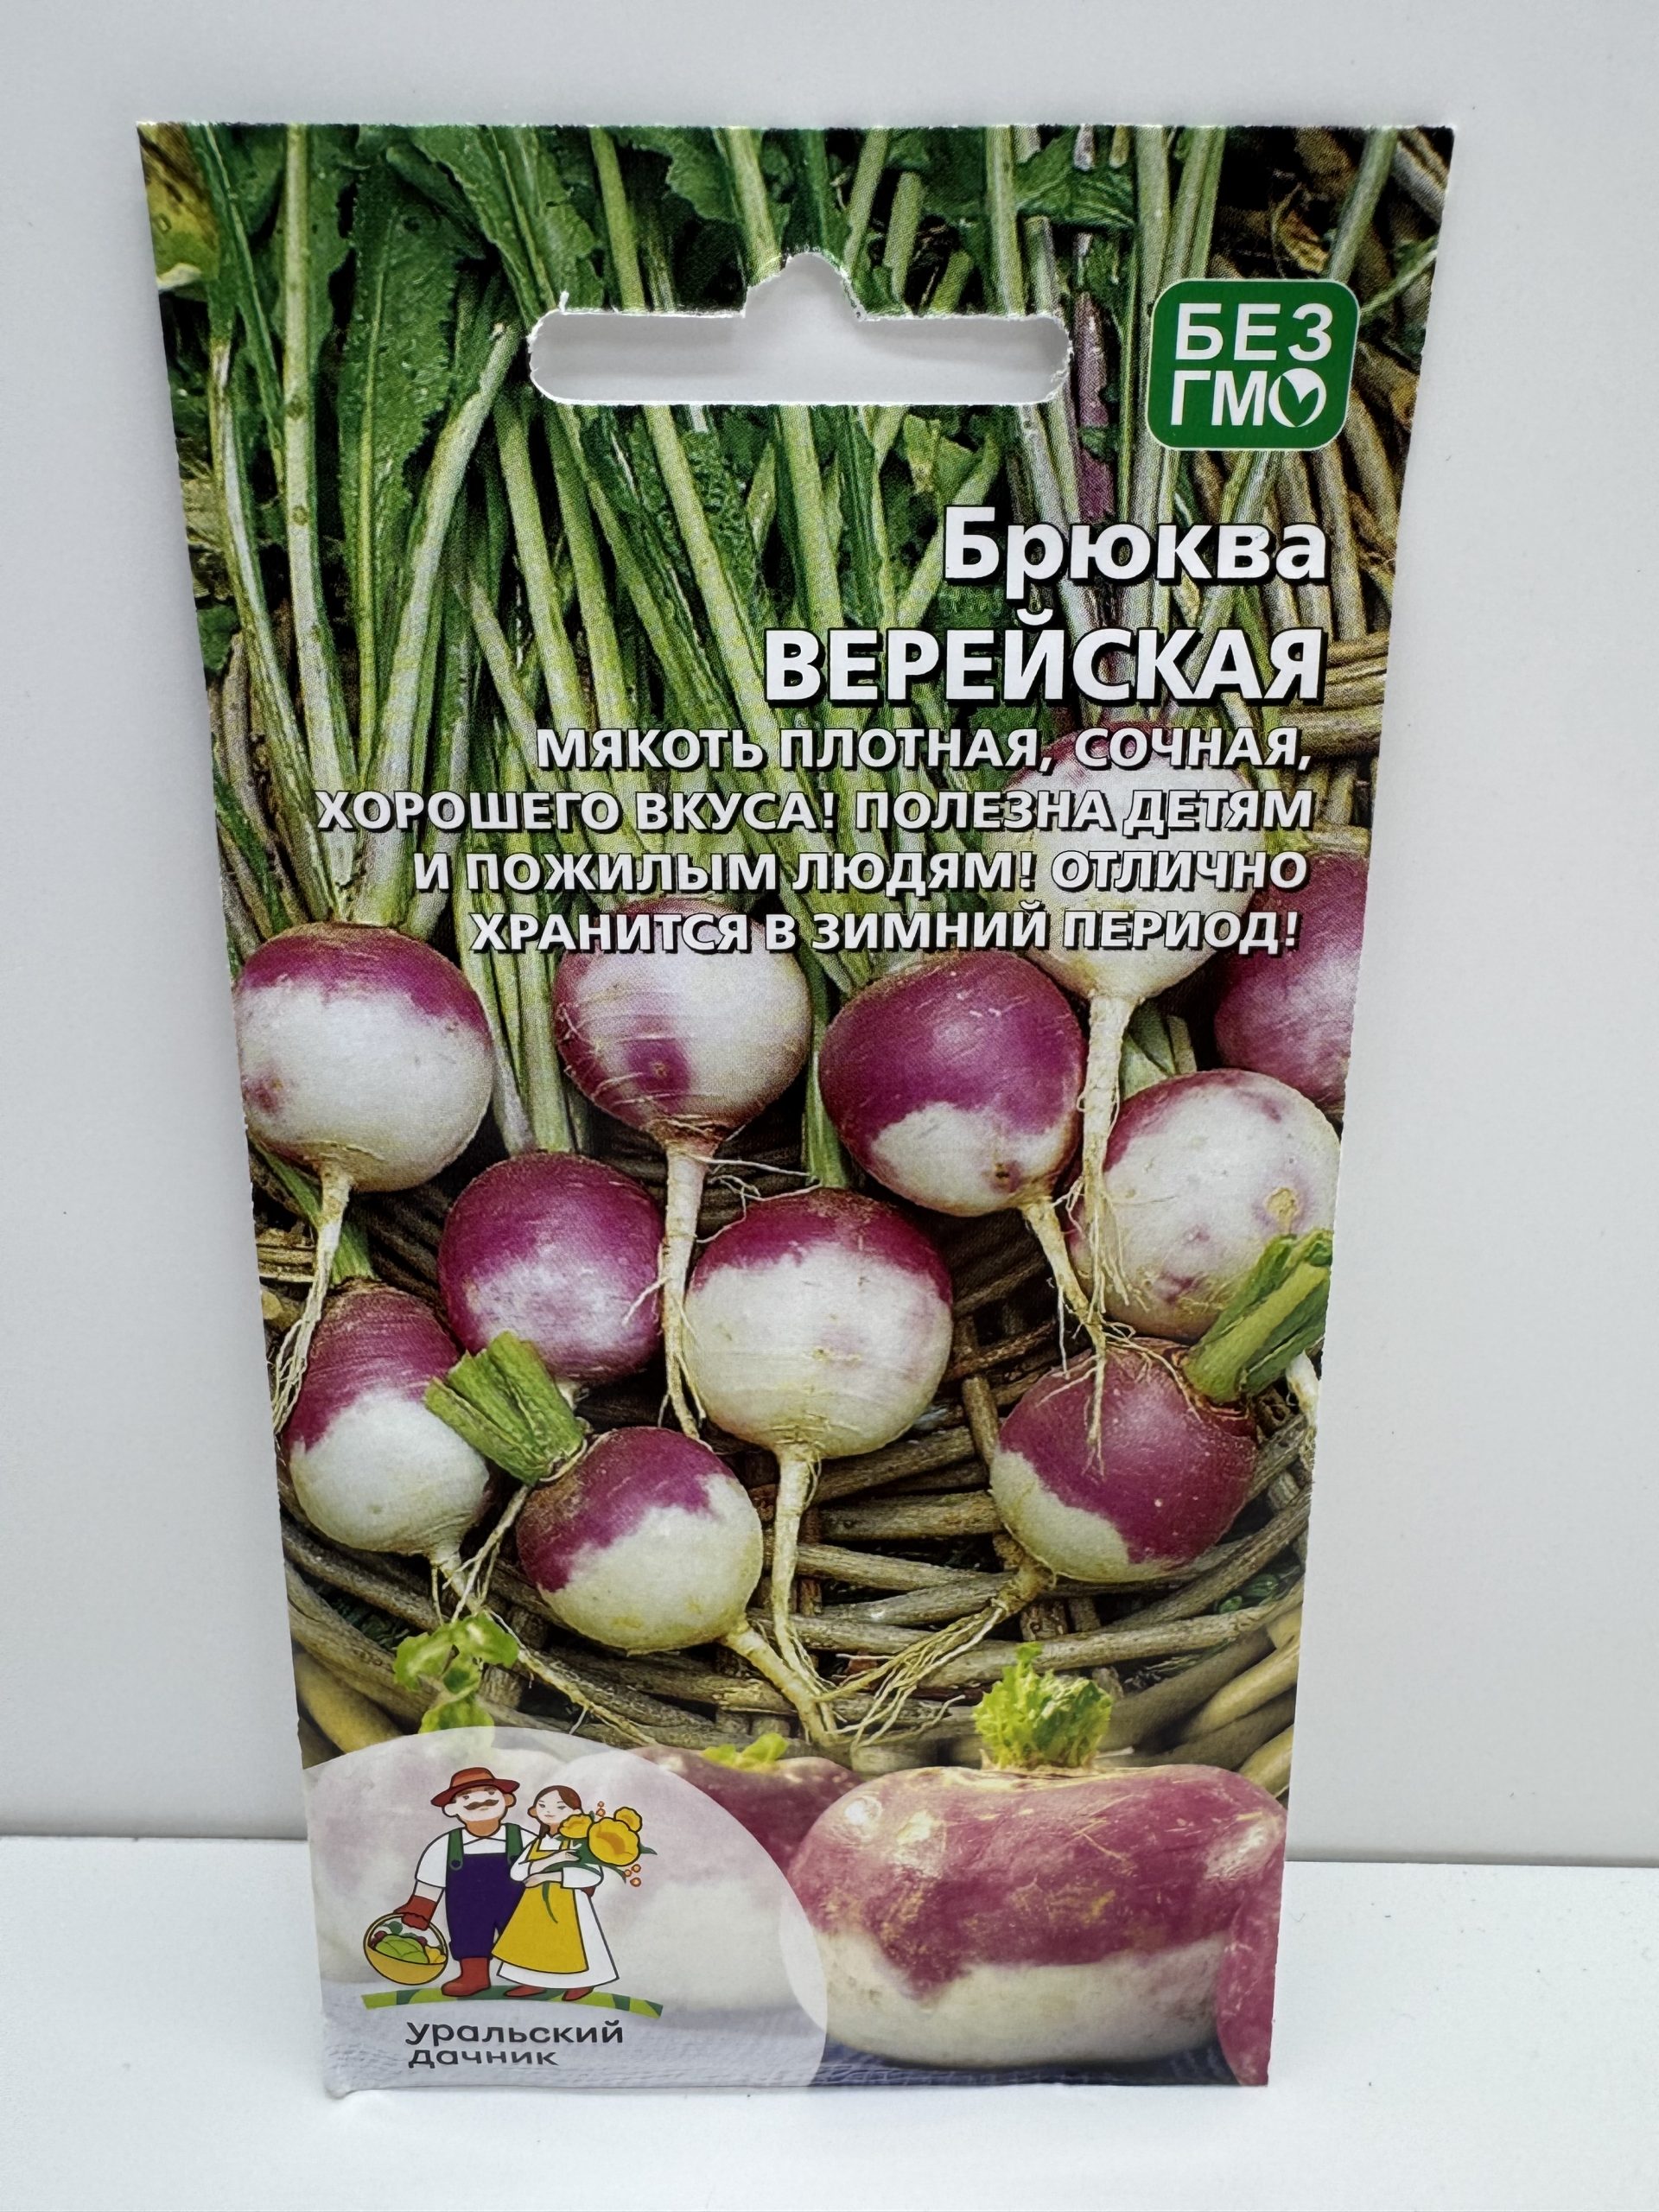 БЕЗ
ГМО
Брюква
ВЕРЕЙСКАЯ
МЯКОТЬ ПЛОТНАЯ, СОЧНАЯ,
ХОРОШЕГО ВКУСА! ПОЛЕЗНА ДЕТЯМ
И ПОЖИЛЫМ ЛЮДЯМ! ОТЛИЧНО
ХРАНИТСЯ В ЗИМНИЙ ПЕРИОД!
уральский
дачник